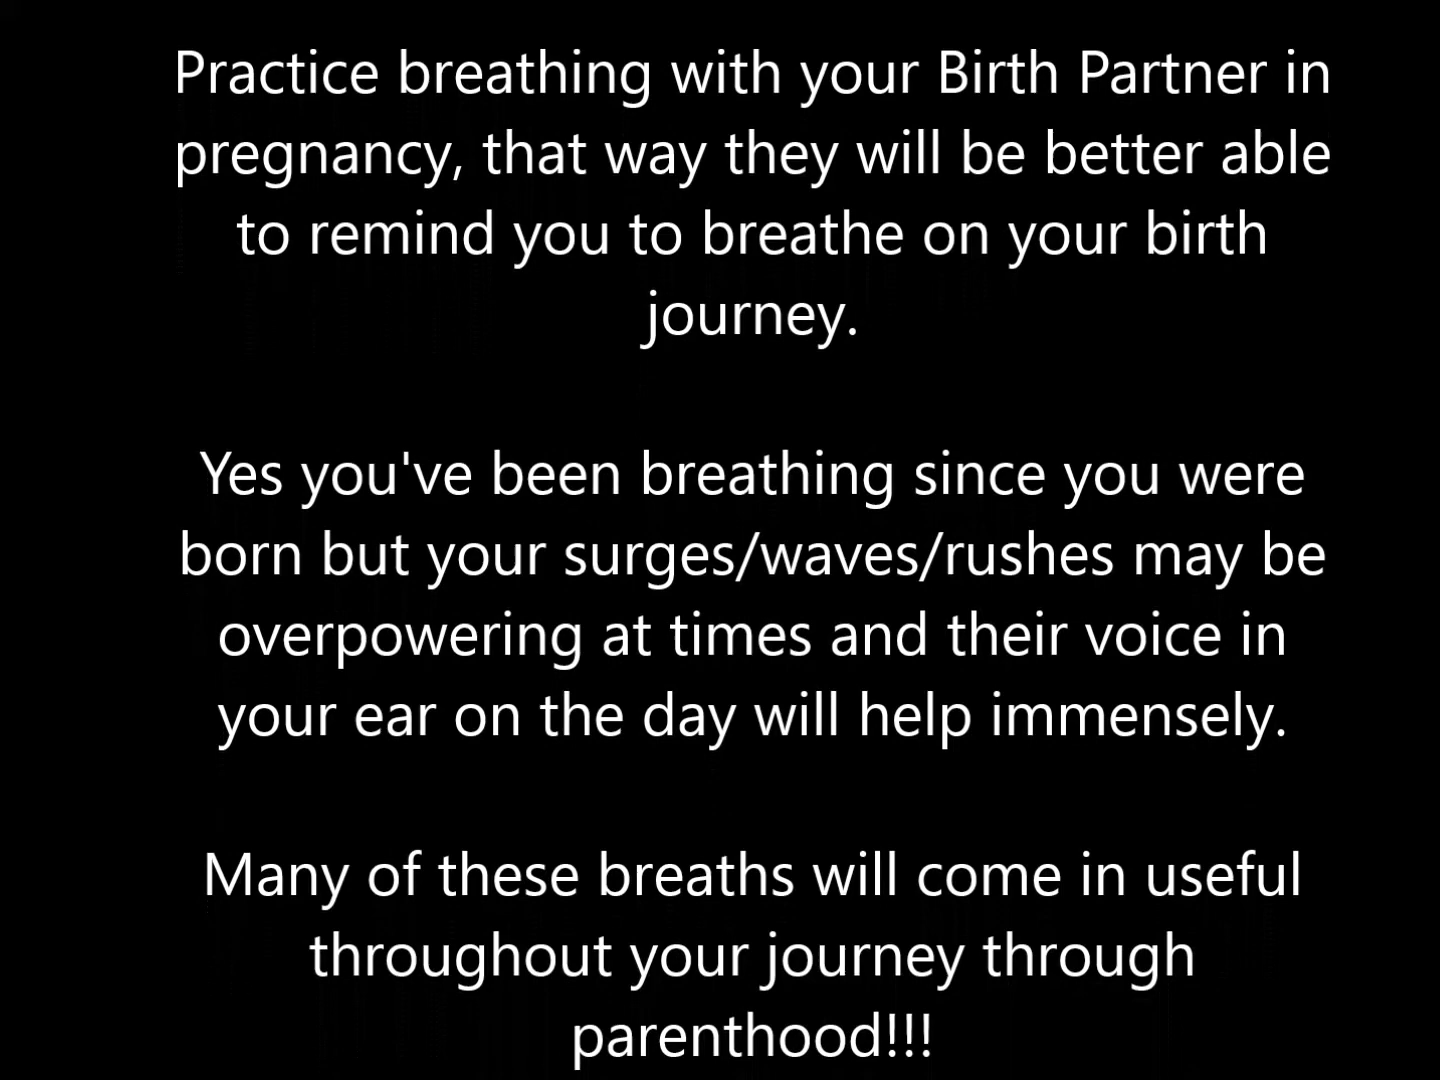 Practice breathing with your Birth Partner in
pregnancy, that way they will be better able
to remind you to breathe on your birth
journey.
Yes you've been breathing since you were
born but your surges/waves/rushes may be
overpowering at times and their voice in
your ear on the day will help immensely.
Many of these breaths will come in useful
throughout your journey through
parenthood!!!